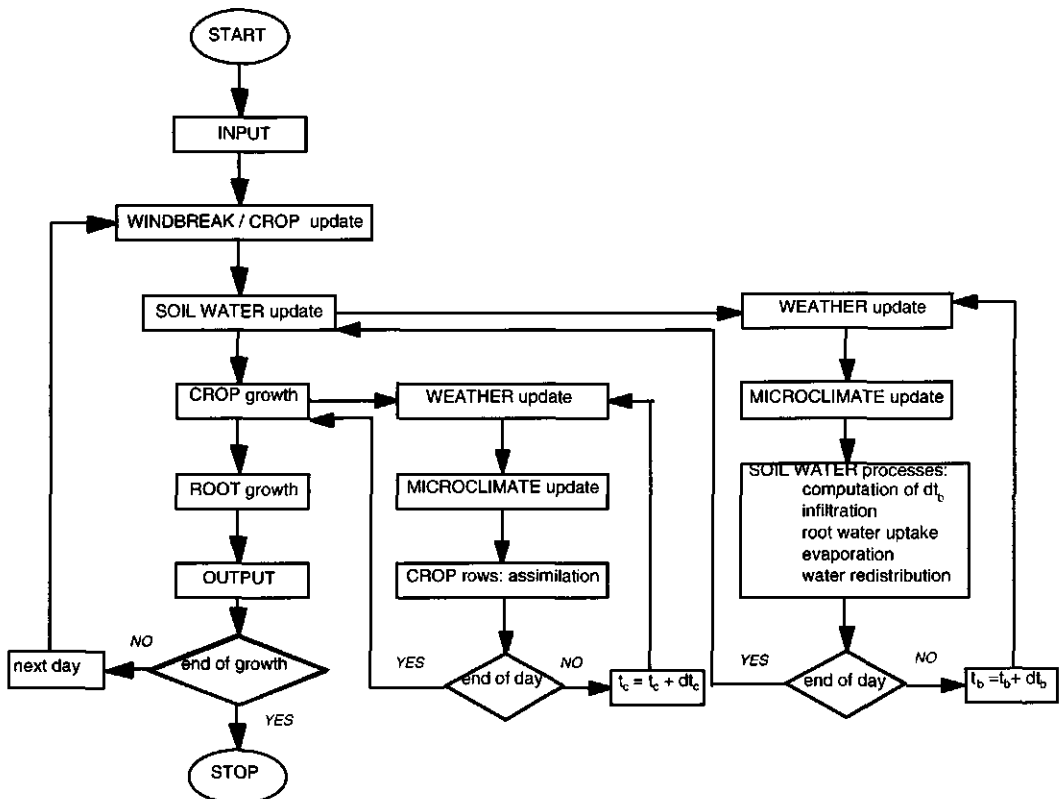 START
INPUT
WINDBREAK / CROP update
SOIL WATER update
WEATHER update
CROP growth
WEATHER update
MICROCLIMATE update
ROOT growth
MICROCLIMATE update
SOIL WATER processes:
computation of dt_b
infiltration
root water uptake
evaporation
water redistribution
OUTPUT
CROP rows: assimilation
NO
next day
end of growth
YES
YES
end of day
NO
t_c = t_c + dt_c
YES
end of day
NO
t_b =t_b+ dt_b
STOP